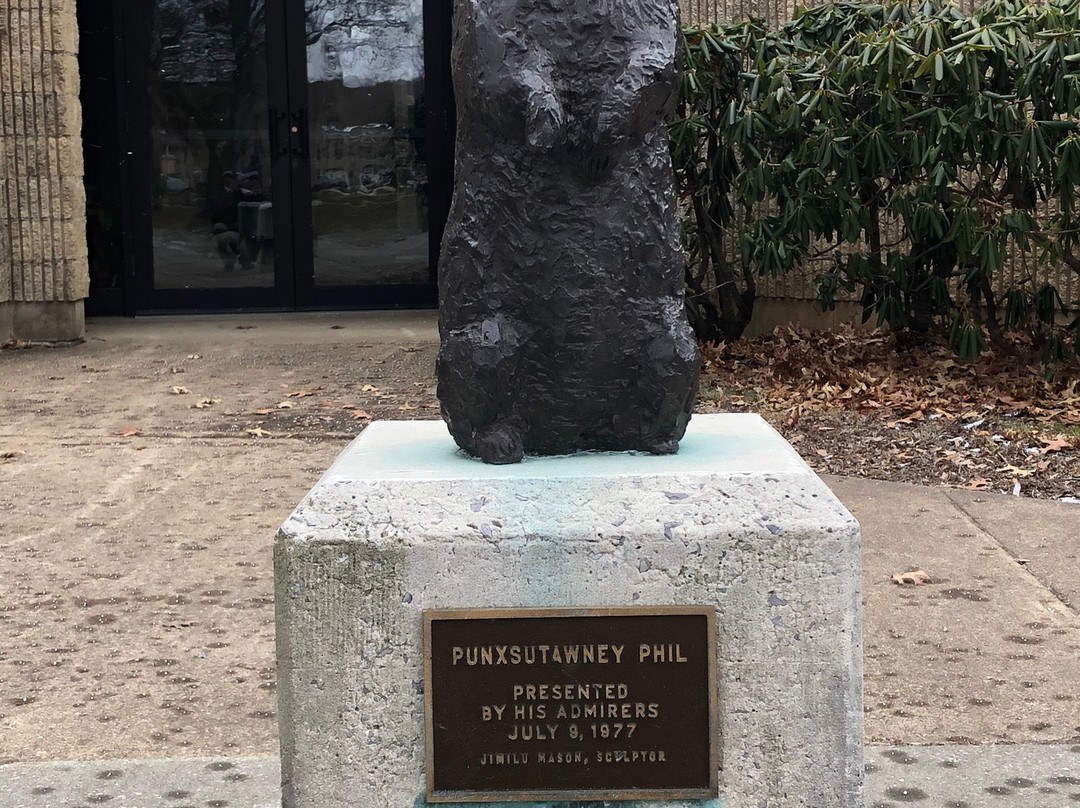 PUNXSUTAWNEY PHIL
PRESENTED
BY HIS ADMIRERS
JULY 9, 1977
JIMILU MASON, SCULPTOR